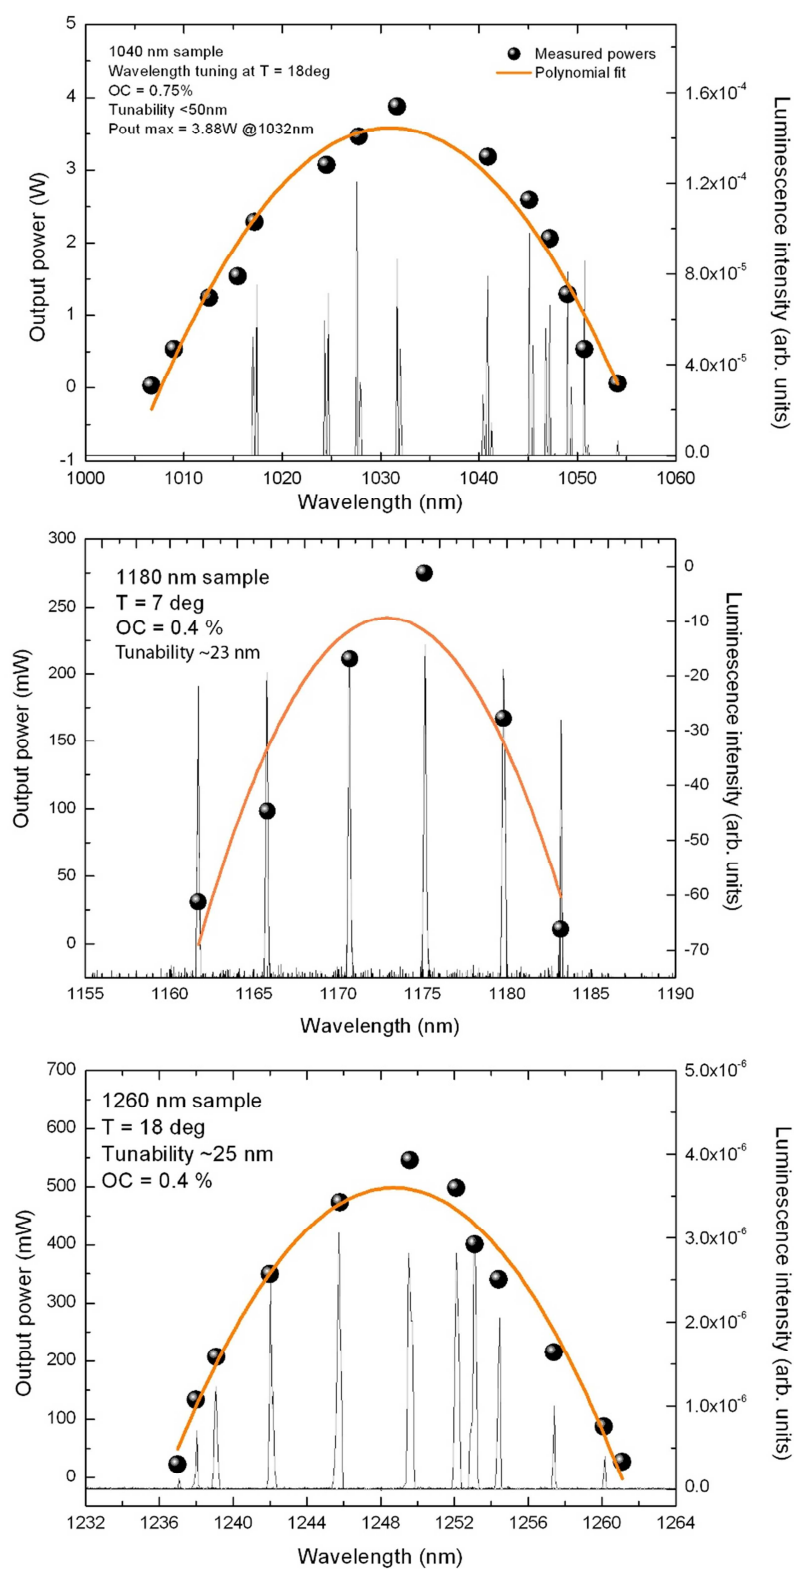 1040 nm sample
Wavelength tuning at T = 18deg
OC = 0.75%
Tunability <50nm
Pout max = 3.88W @1032nm
Measured powers
Polynomial fit
5
4
3
2
1
0
-1
Output power (W)
1.6x10⁻⁴
1.2x10⁻⁴
8.0x10⁻⁵
4.0x10⁻⁵
0.0
Luminescence intensity (arb. units)
1000 1010 1020 1030 1040 1050 1060
Wavelength (nm)
1180 nm sample
T = 7 deg
OC = 0.4 %
Tunability ~23 nm
300
250
200
150
100
50
0
Output power (mW)
0
-10
-20
-30
-40
-50
-60
-70
Luminescence intensity (arb. units)
1155 1160 1165 1170 1175 1180 1185 1190
Wavelength (nm)
1260 nm sample
T = 18 deg
Tunability ~25 nm
OC = 0.4 %
700
600
500
400
300
200
100
0
Output power (mW)
5.0x10⁻⁶
4.0x10⁻⁶
3.0x10⁻⁶
2.0x10⁻⁶
1.0x10⁻⁶
0.0
Luminescence intensity (arb. units)
1232 1236 1240 1244 1248 1252 1256 1260 1264
Wavelength (nm)